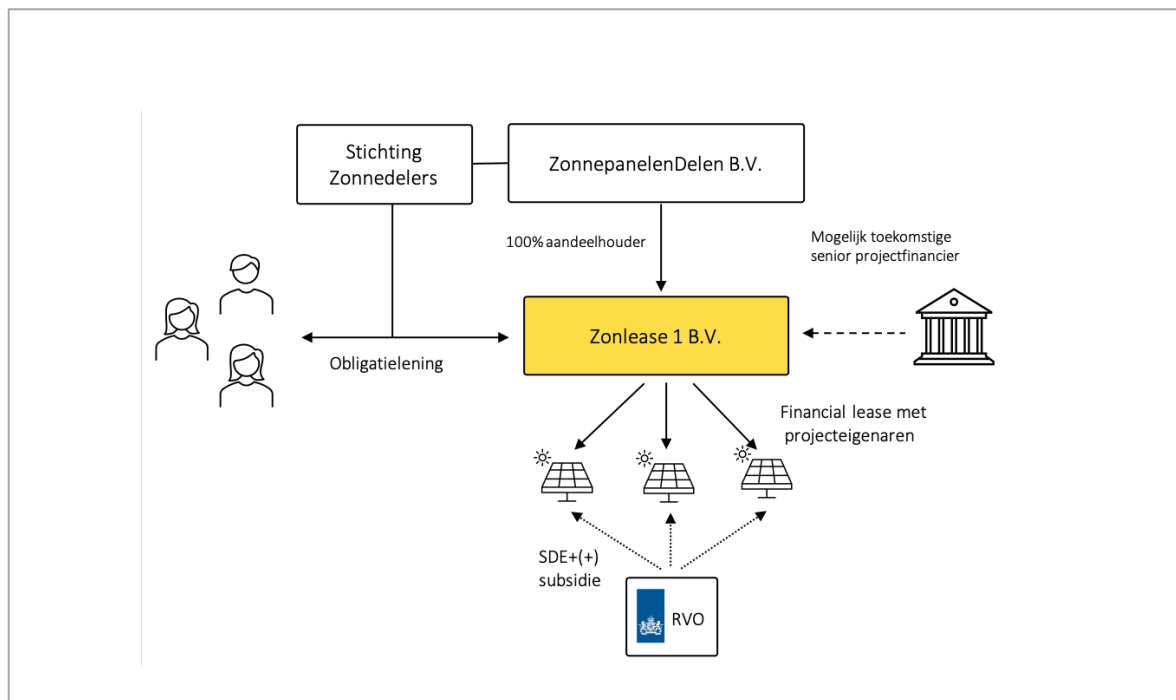 Stichting
Zonnedelers
ZonnepanelenDelen B.V.
100% aandeelhouder
Mogelijk toekomstige
senior projectfinancier
Zonlease 1 B.V.
Obligatielening
Financial lease met
projecteigenaren
SDE+(+)
subsidie
RVO